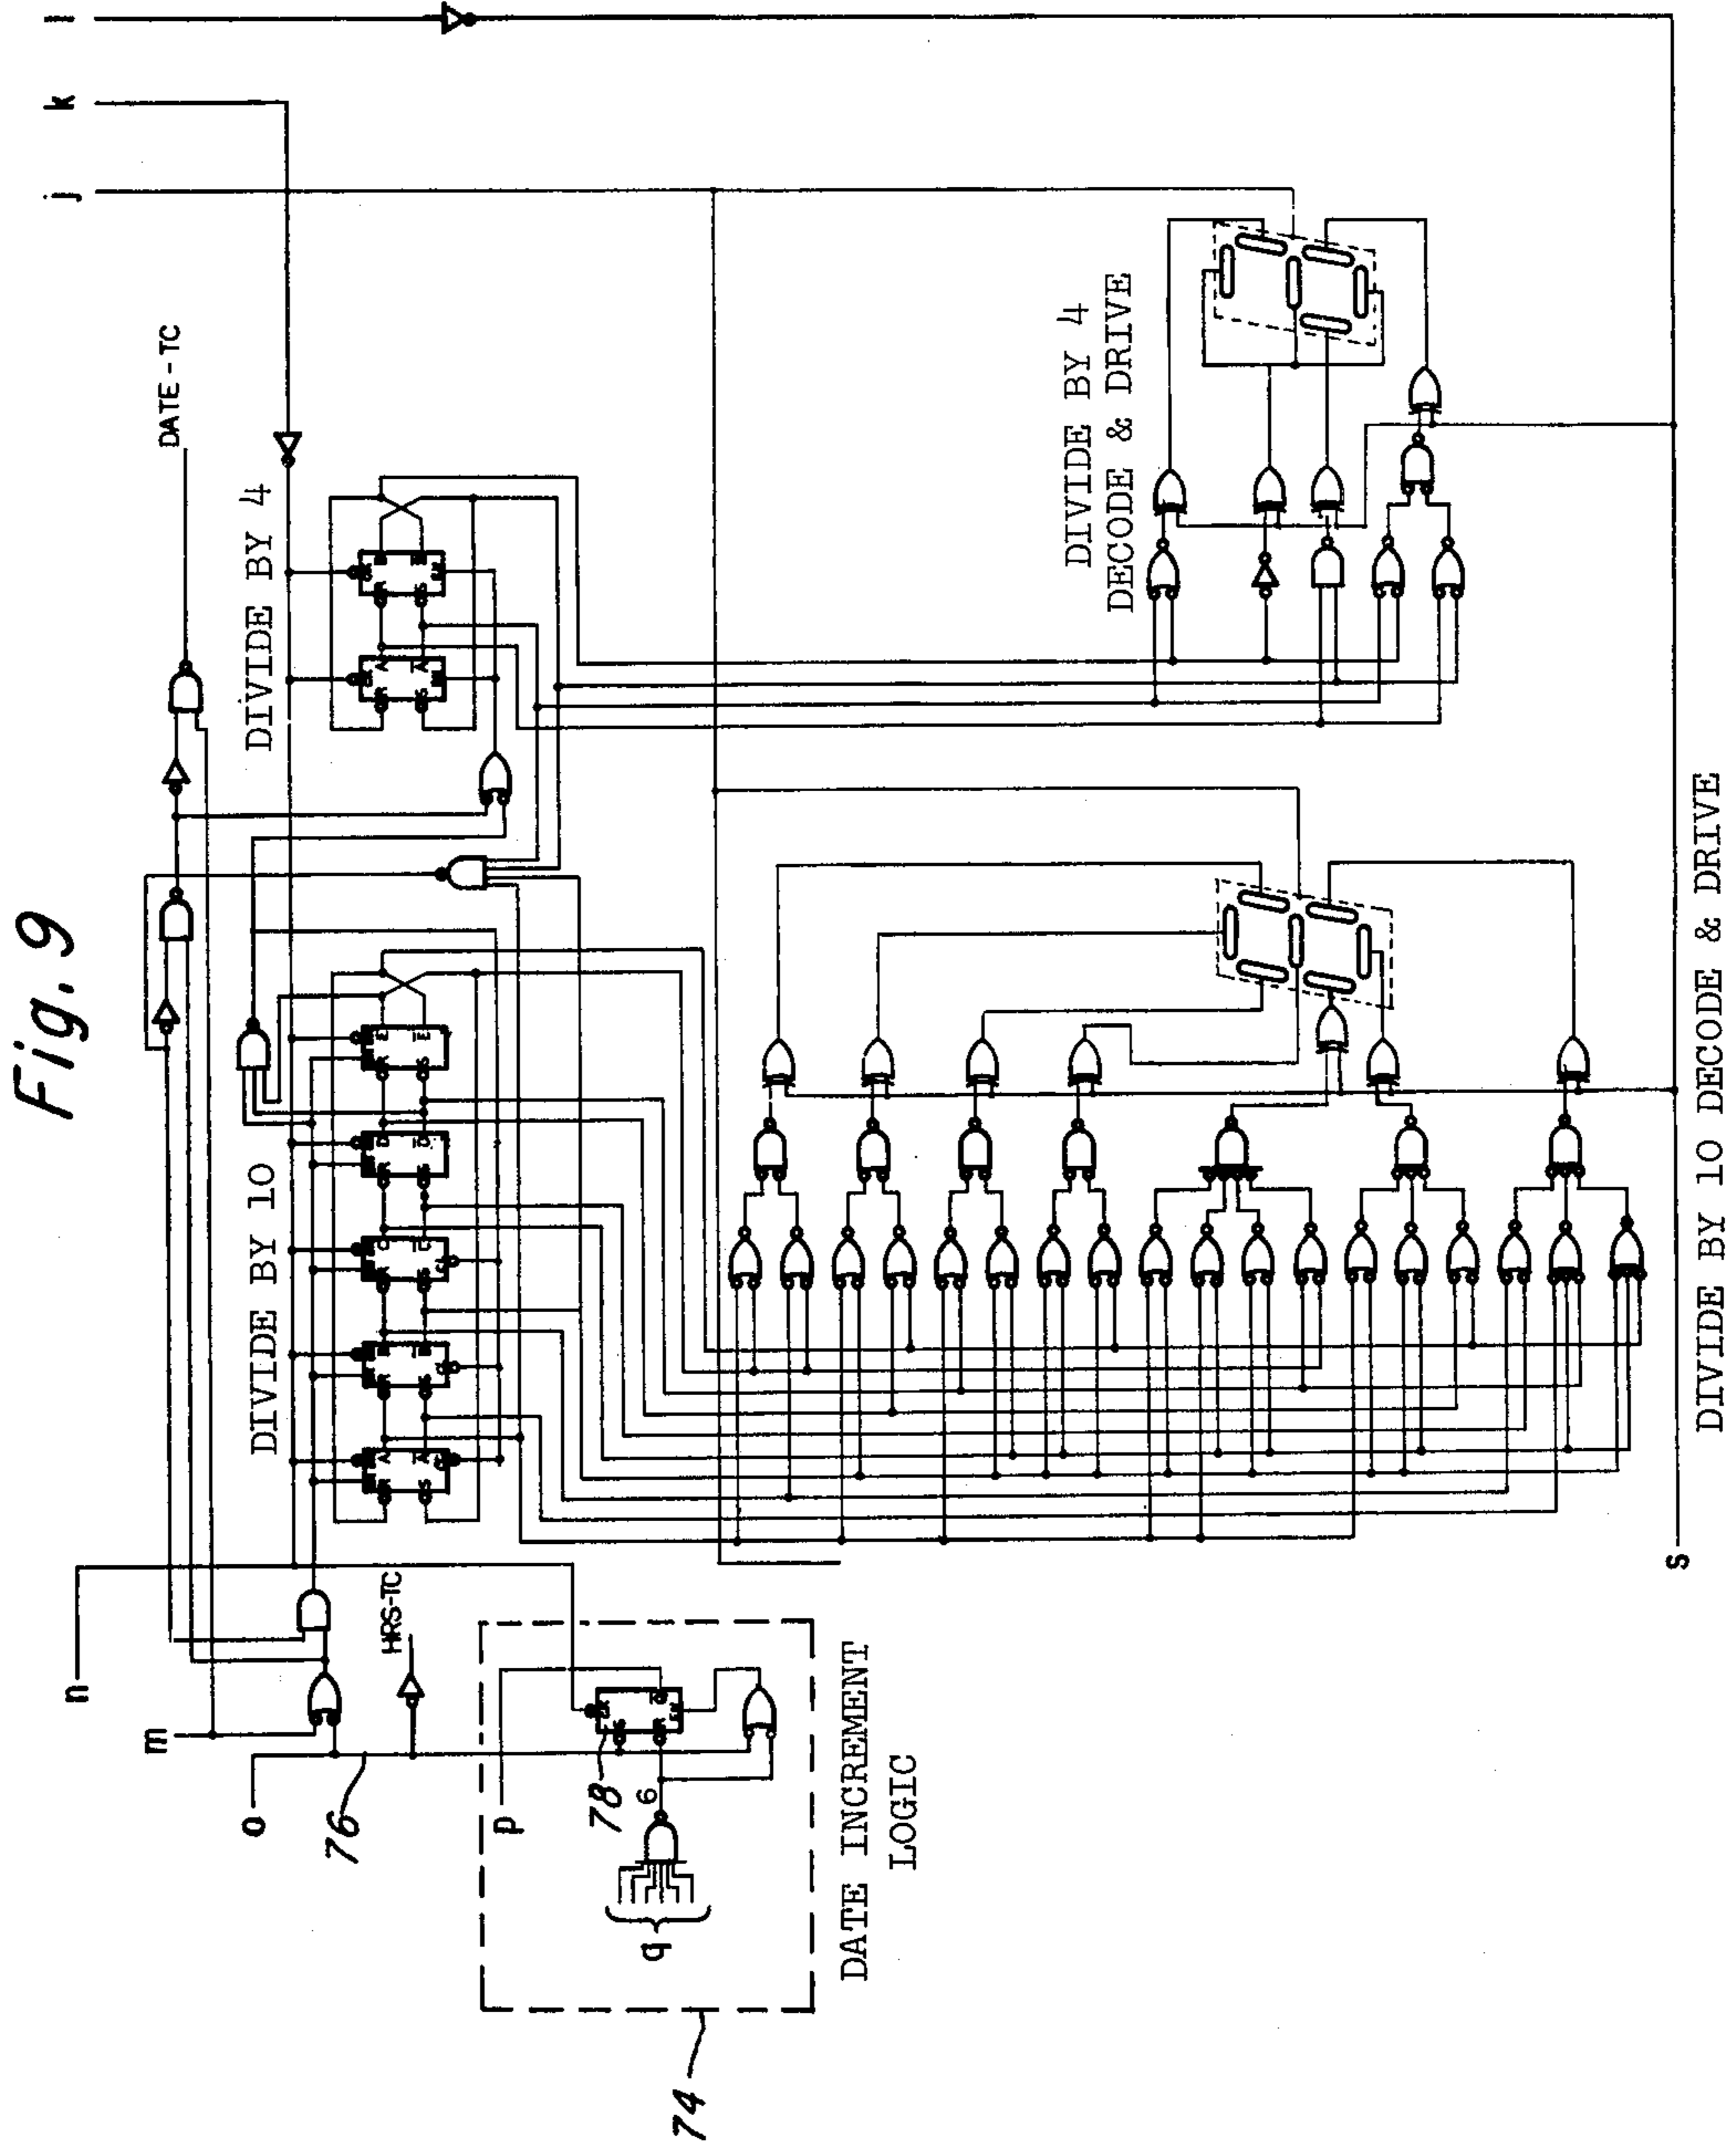 Fig. 9
l
k
j
n
m
o
76
HRS-TC
DATE-TC
DIVIDE BY 10
DIVIDE BY 4
DIVIDE BY 4
DECODE & DRIVE
DIVIDE BY 10 DECODE & DRIVE
s
p
78
6
q
74
DATE INCREMENT
LOGIC
A
A
B
C
C
D
D
E
E
R
S
R
S
R
S
R
S
R
S
A
A
B
B
R
S
R
S
S
R
Q